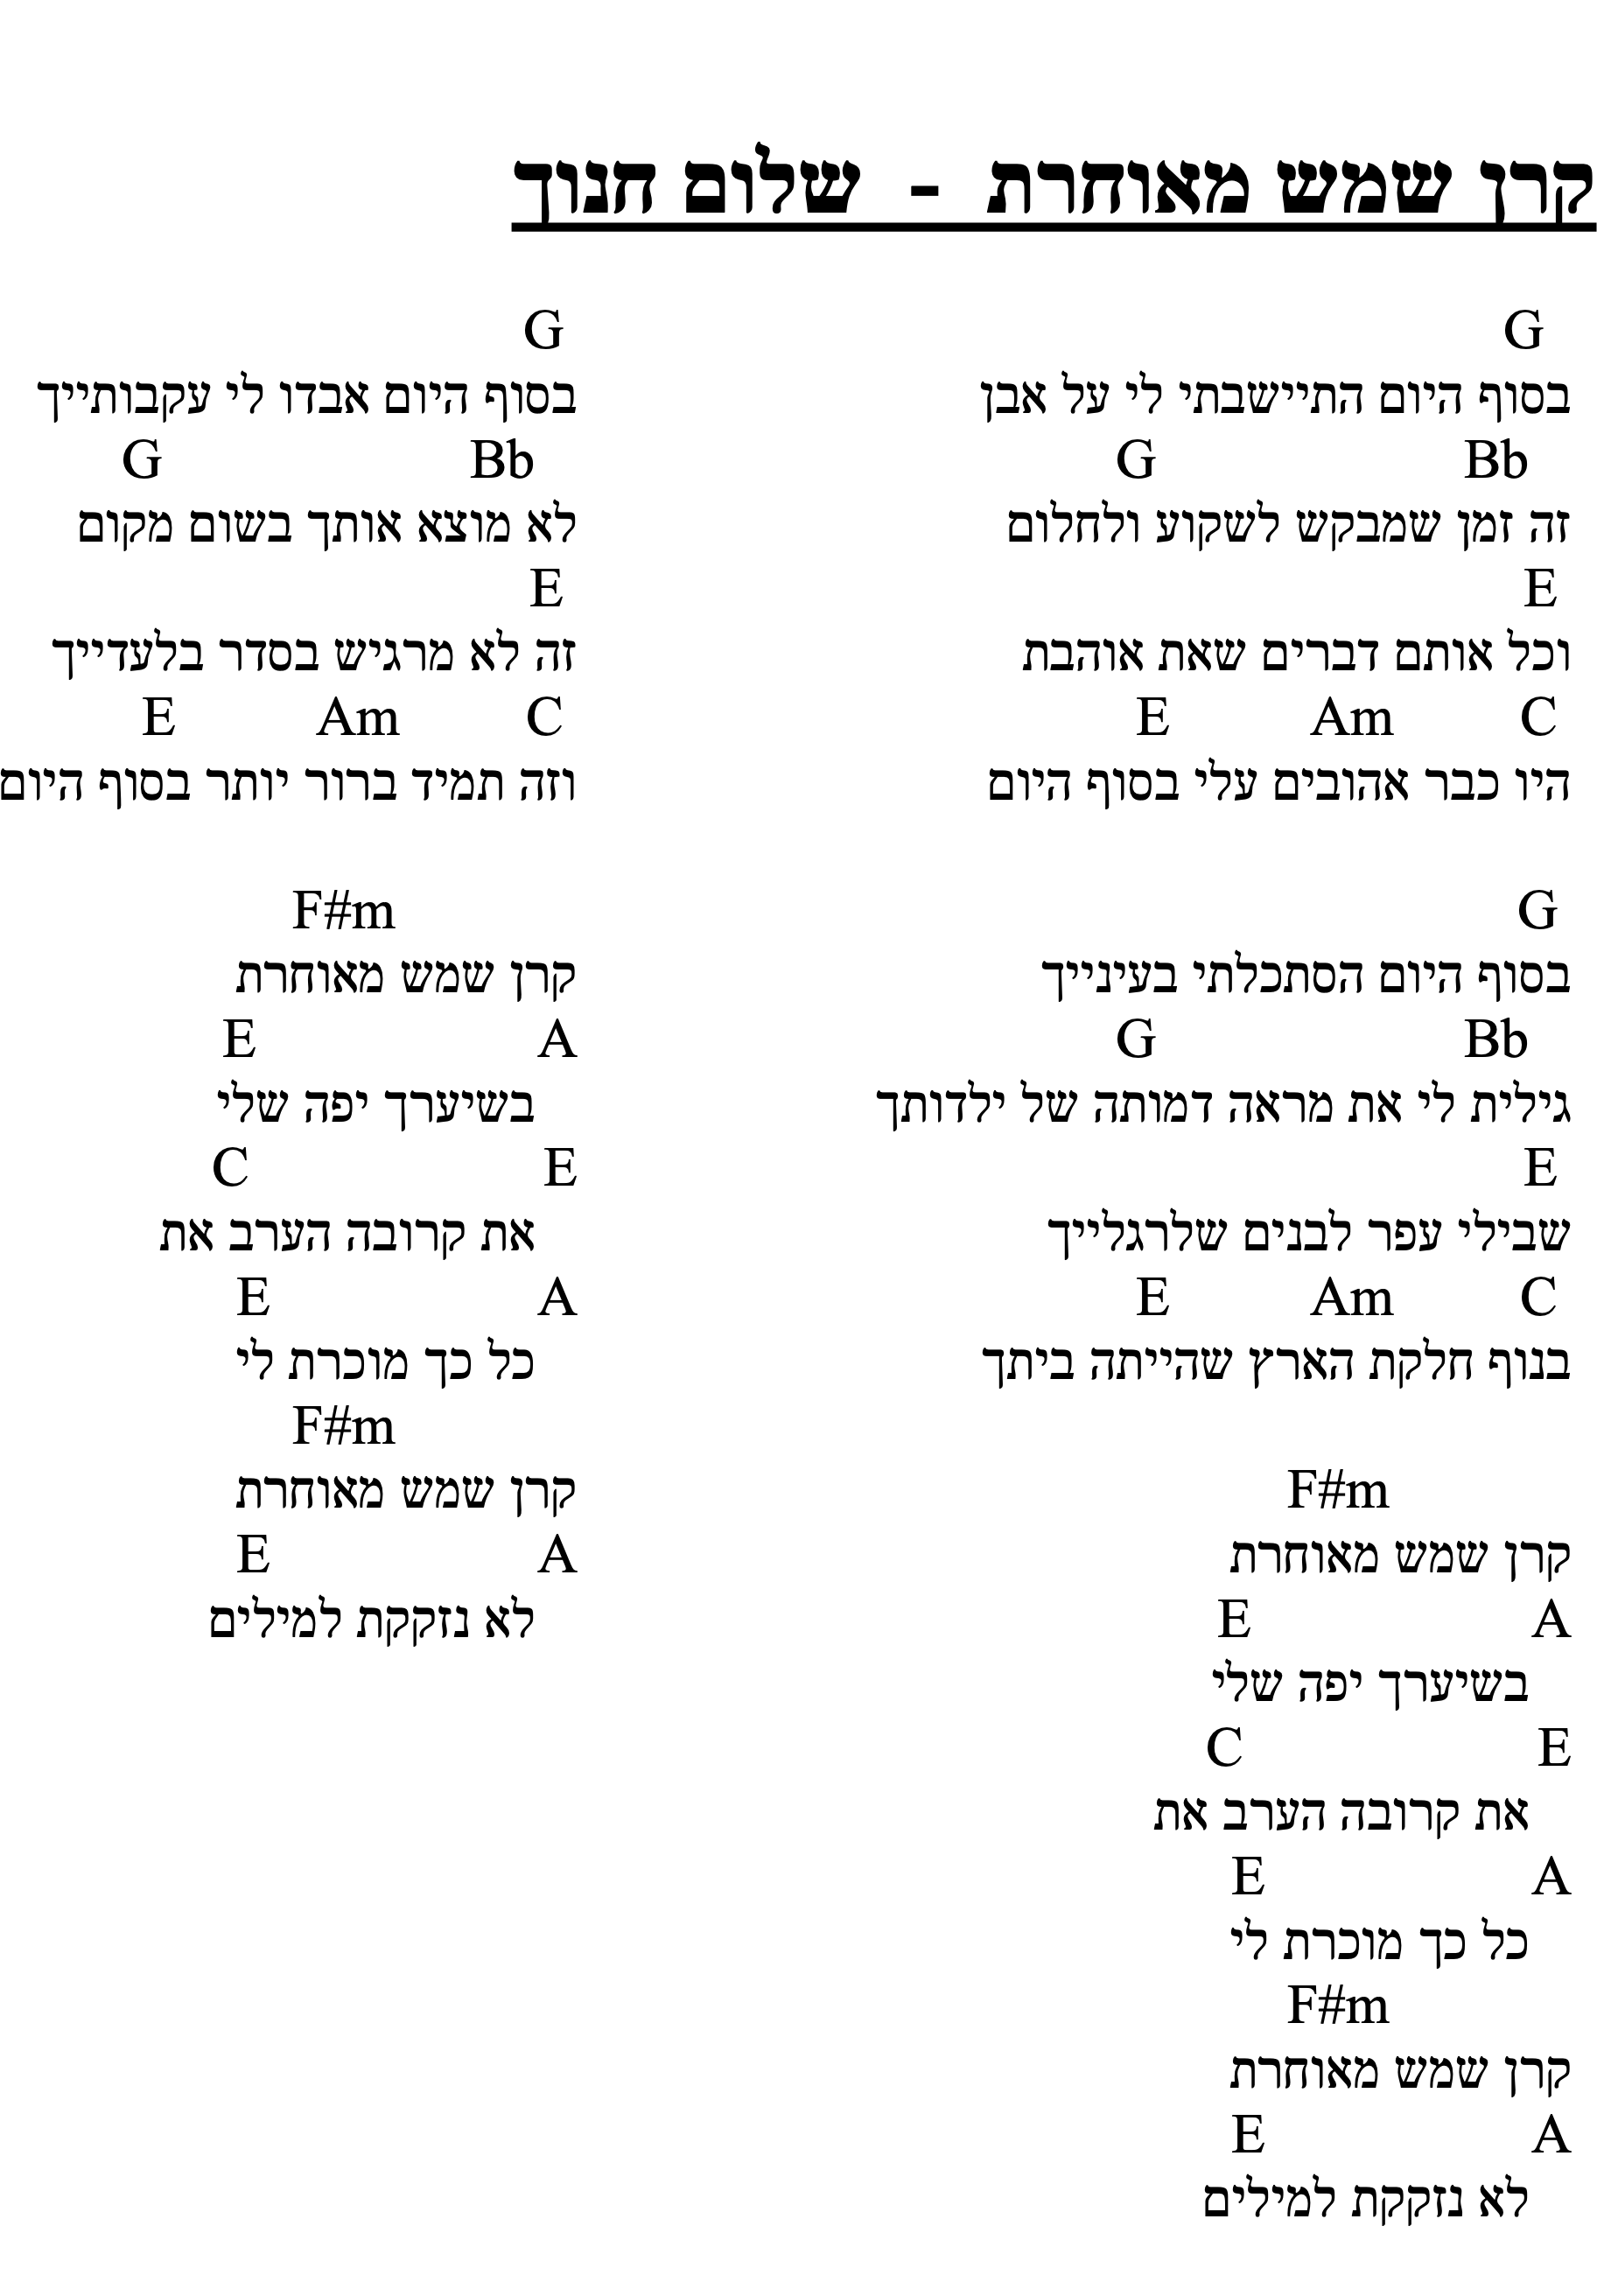 קרן שמש מאוחרת - שלום חנוך
G
בסוף היום התיישבתי לי על אבן
Bb G
זה זמן שמבקש לשקוע ולחלום
E
וכל אותם דברים שאת אוהבת
C Am E
היו כבר אהובים עלי בסוף היום
G
בסוף היום הסתכלתי בעינייך
Bb G
גילית לי את מראה דמותה של ילדותך
E
שבילי עפר לבנים שלרגלייך
C Am E
בנוף חלקת הארץ שהייתה ביתך
F#m
קרן שמש מאוחרת
A E
בשיערך יפה שלי
E C
את קרובה הערב את
A E
כל כך מוכרת לי
F#m
קרן שמש מאוחרת
A E
לא נזקקת למילים
G
בסוף היום אבדו לי עקבותייך
Bb G
לא מוצא אותך בשום מקום
E
זה לא מרגיש בסדר בלעדייך
C Am E
וזה תמיד ברור יותר בסוף היום
F#m
קרן שמש מאוחרת
A E
בשיערך יפה שלי
E C
את קרובה הערב את
A E
כל כך מוכרת לי
F#m
קרן שמש מאוחרת
A E
לא נזקקת למילים